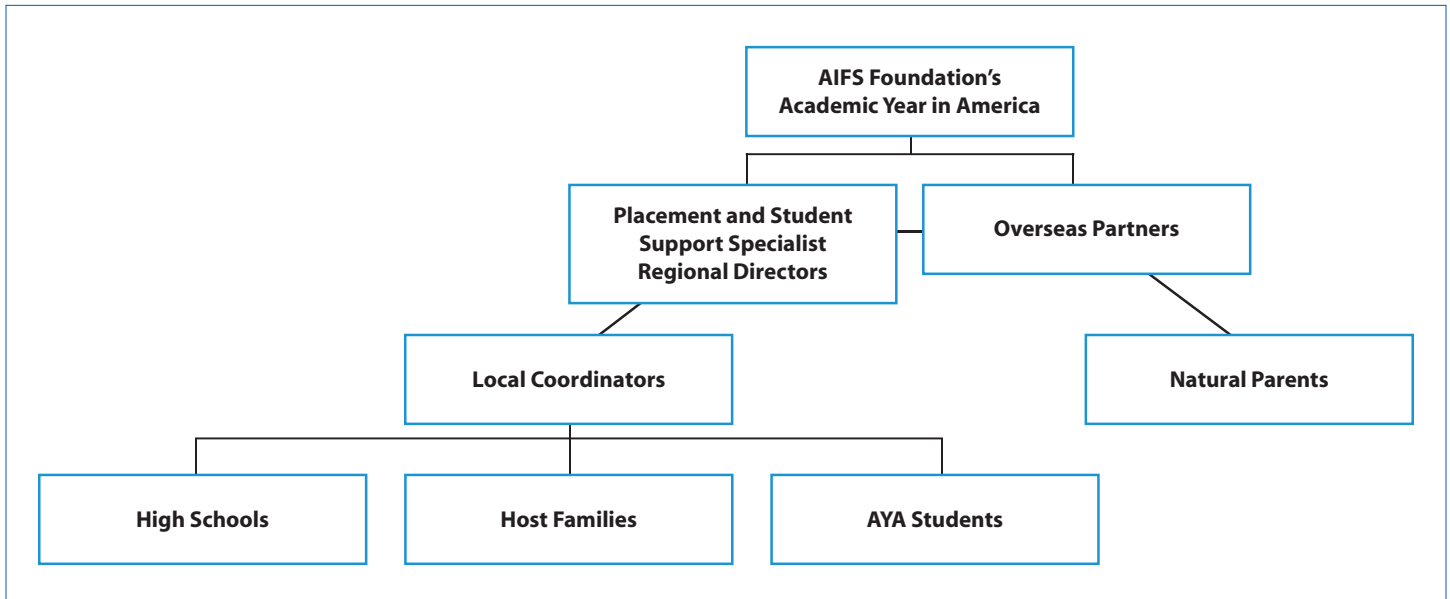 AIFS Foundation’s
Academic Year in America
Placement and Student
Support Specialist
Regional Directors
Overseas Partners
Local Coordinators
Natural Parents
High Schools
Host Families
AYA Students